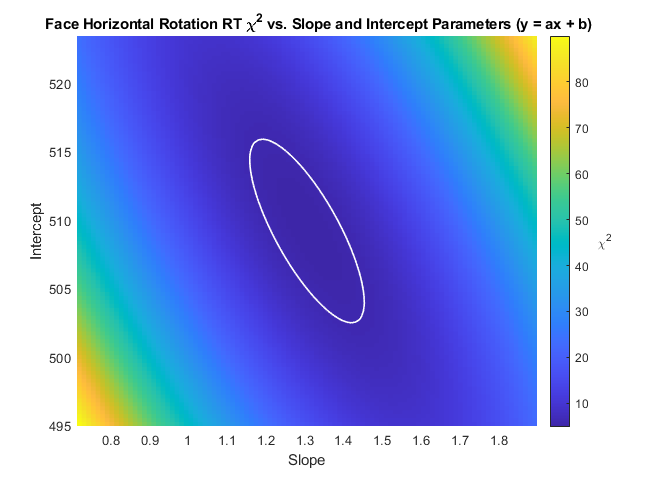 Face Horizontal Rotation RT χ² vs. Slope and Intercept Parameters (y = ax + b)
520
515
510
505
500
495
Intercept
0.8 0.9 1 1.1 1.2 1.3 1.4 1.5 1.6 1.7 1.8
Slope
80
70
60
50
40
30
20
10
χ²